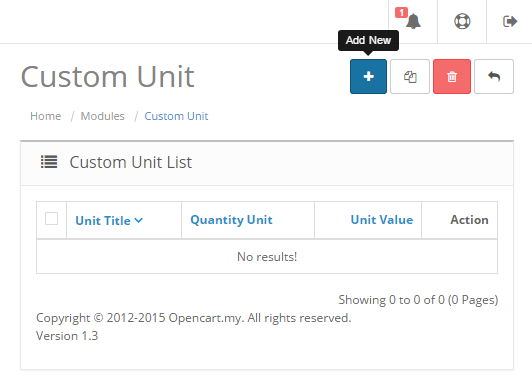 1
Add New
Custom Unit
Home / Modules / Custom Unit
Custom Unit List
Unit Title Quantity Unit Unit Value Action
No results!
Showing 0 to 0 of 0 (0 Pages)
Copyright © 2012-2015 Opencart.my. All rights reserved.
Version 1.3